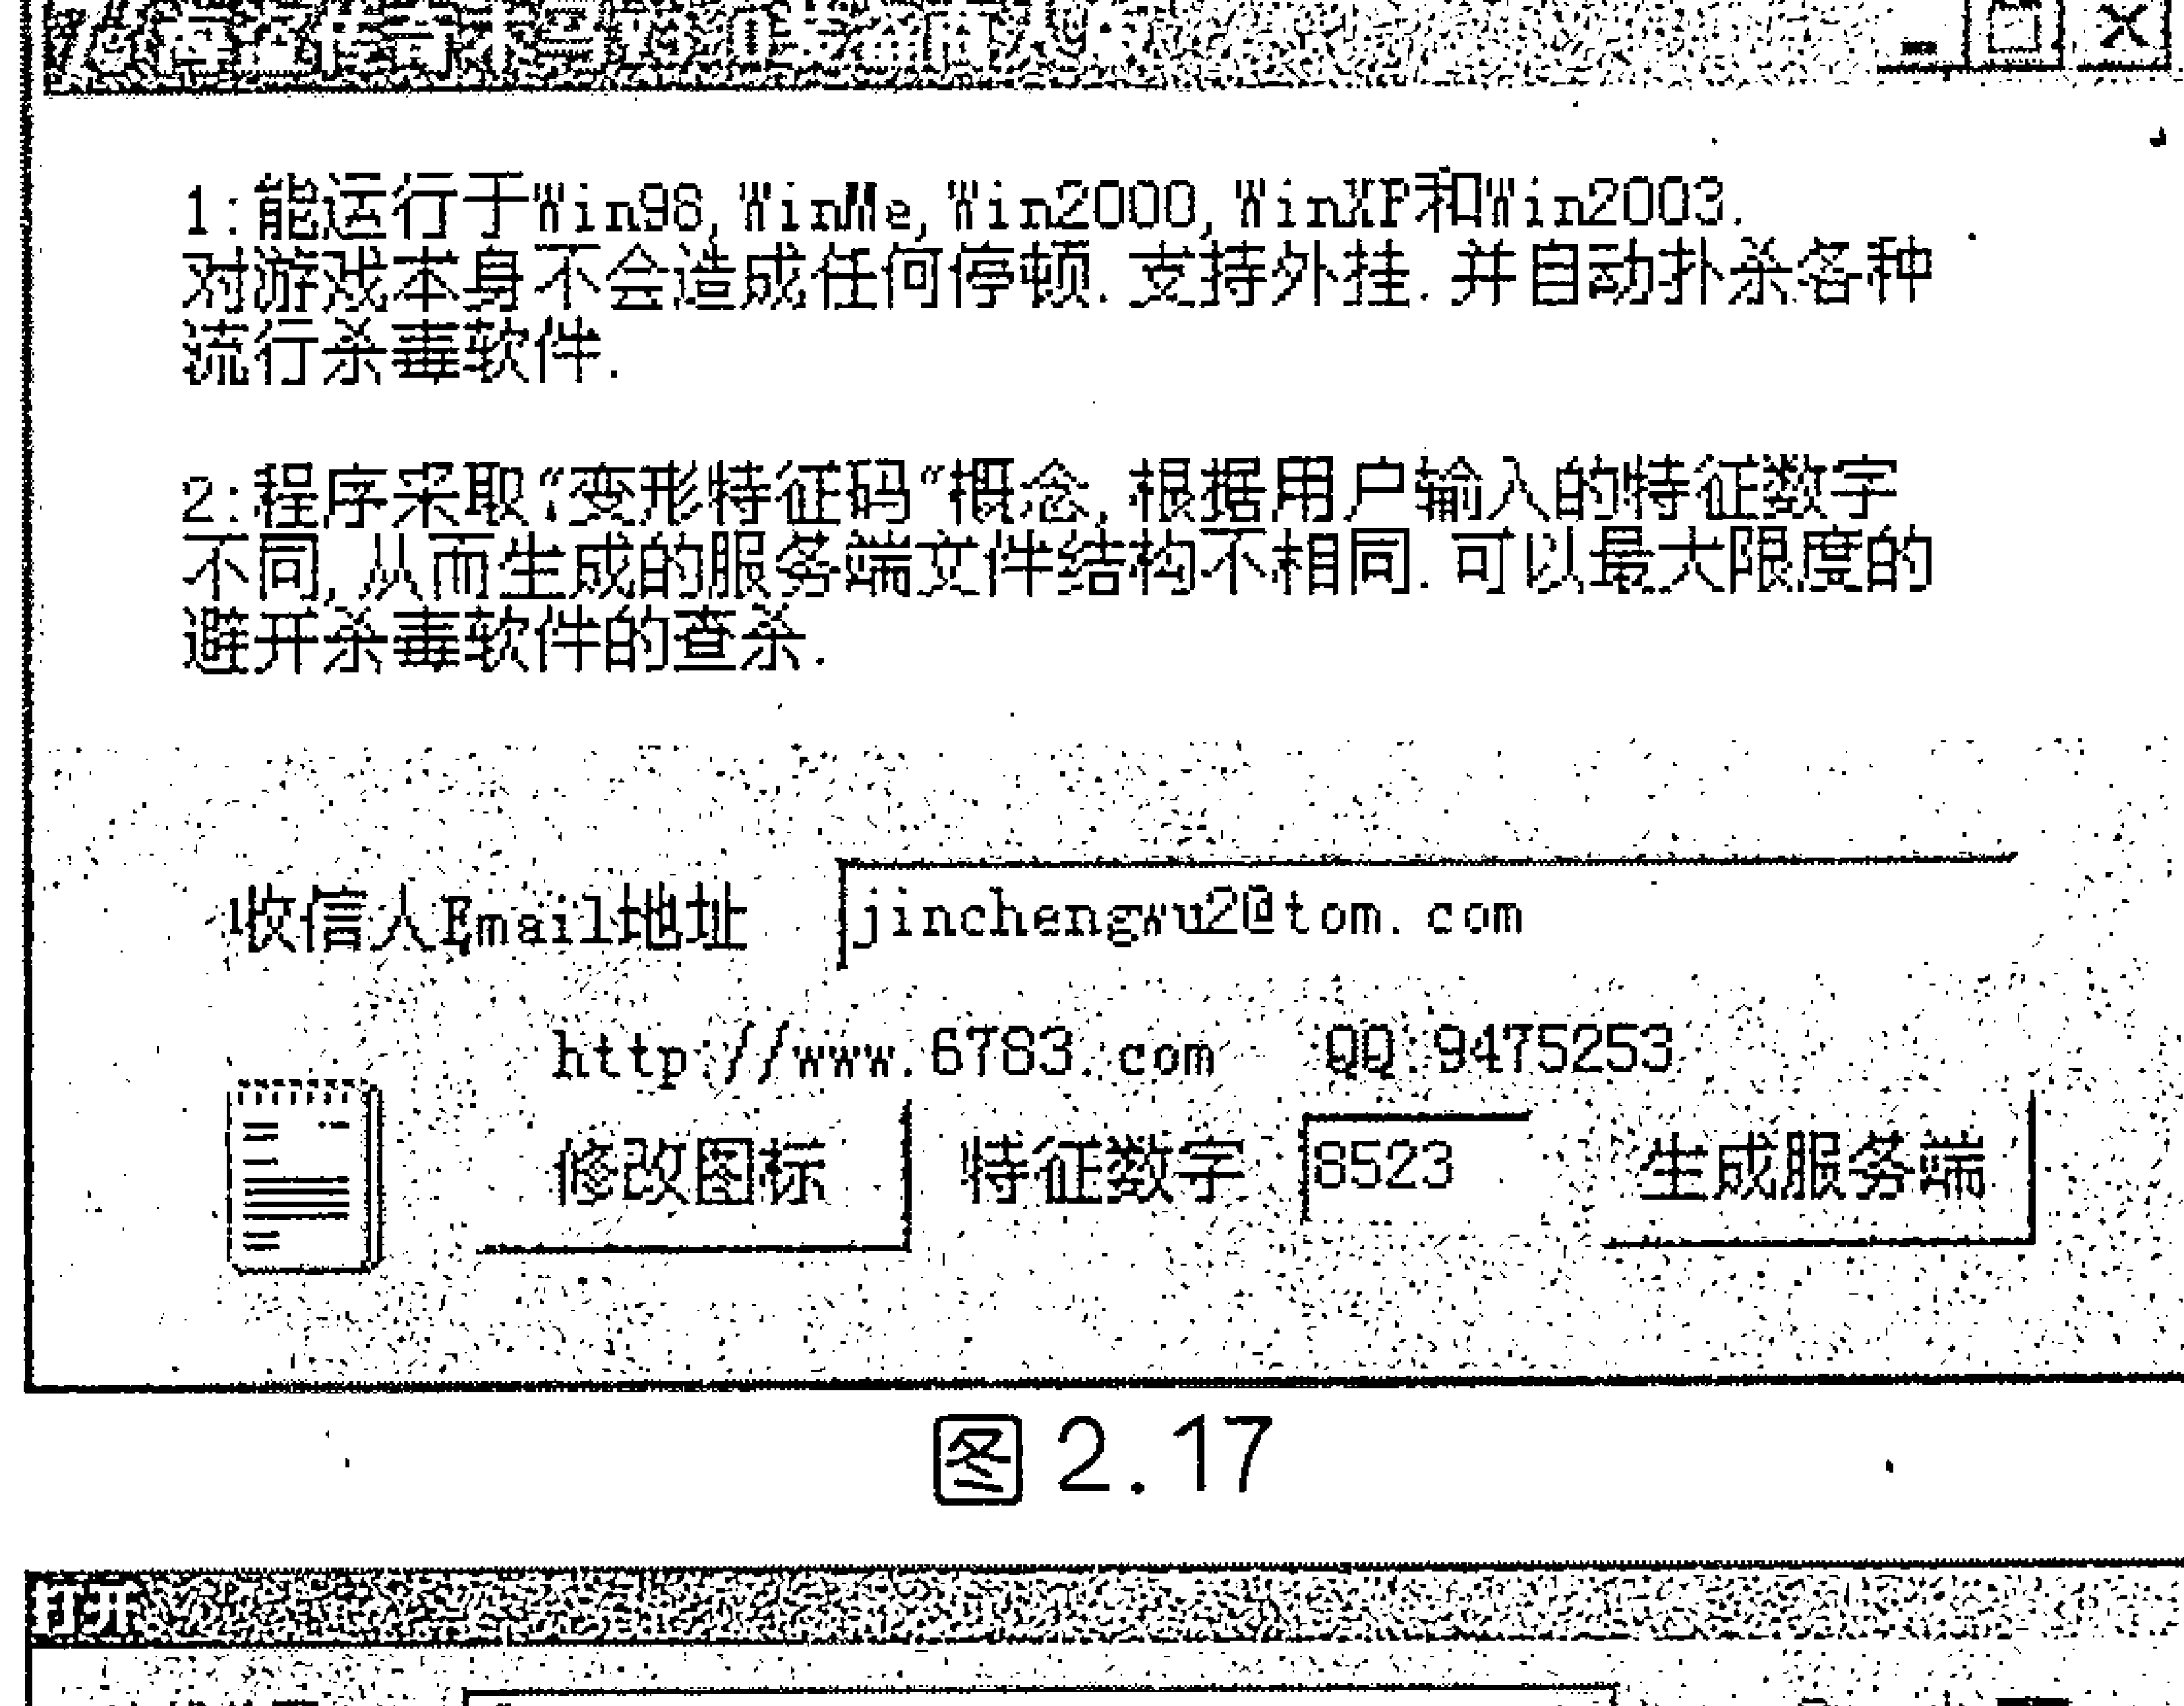 1:能运行于Win98,WinMe,Win2000,WinXP和Win2003.
对游戏本身不会造成任何停顿.支持外挂.并自动扑杀各种
流行杀毒软件.
2:程序采取"变形特征码"概念,根据用户输入的特征数字
不同,从而生成的服务端文件结构不相同.可以最大限度的
避开杀毒软件的查杀.
收信人Email地址 jinchengwu2@tom.com
http://www.6783.com QQ:9475253
修改图标 特征数字 8523 生成服务端
图 2.17
打开